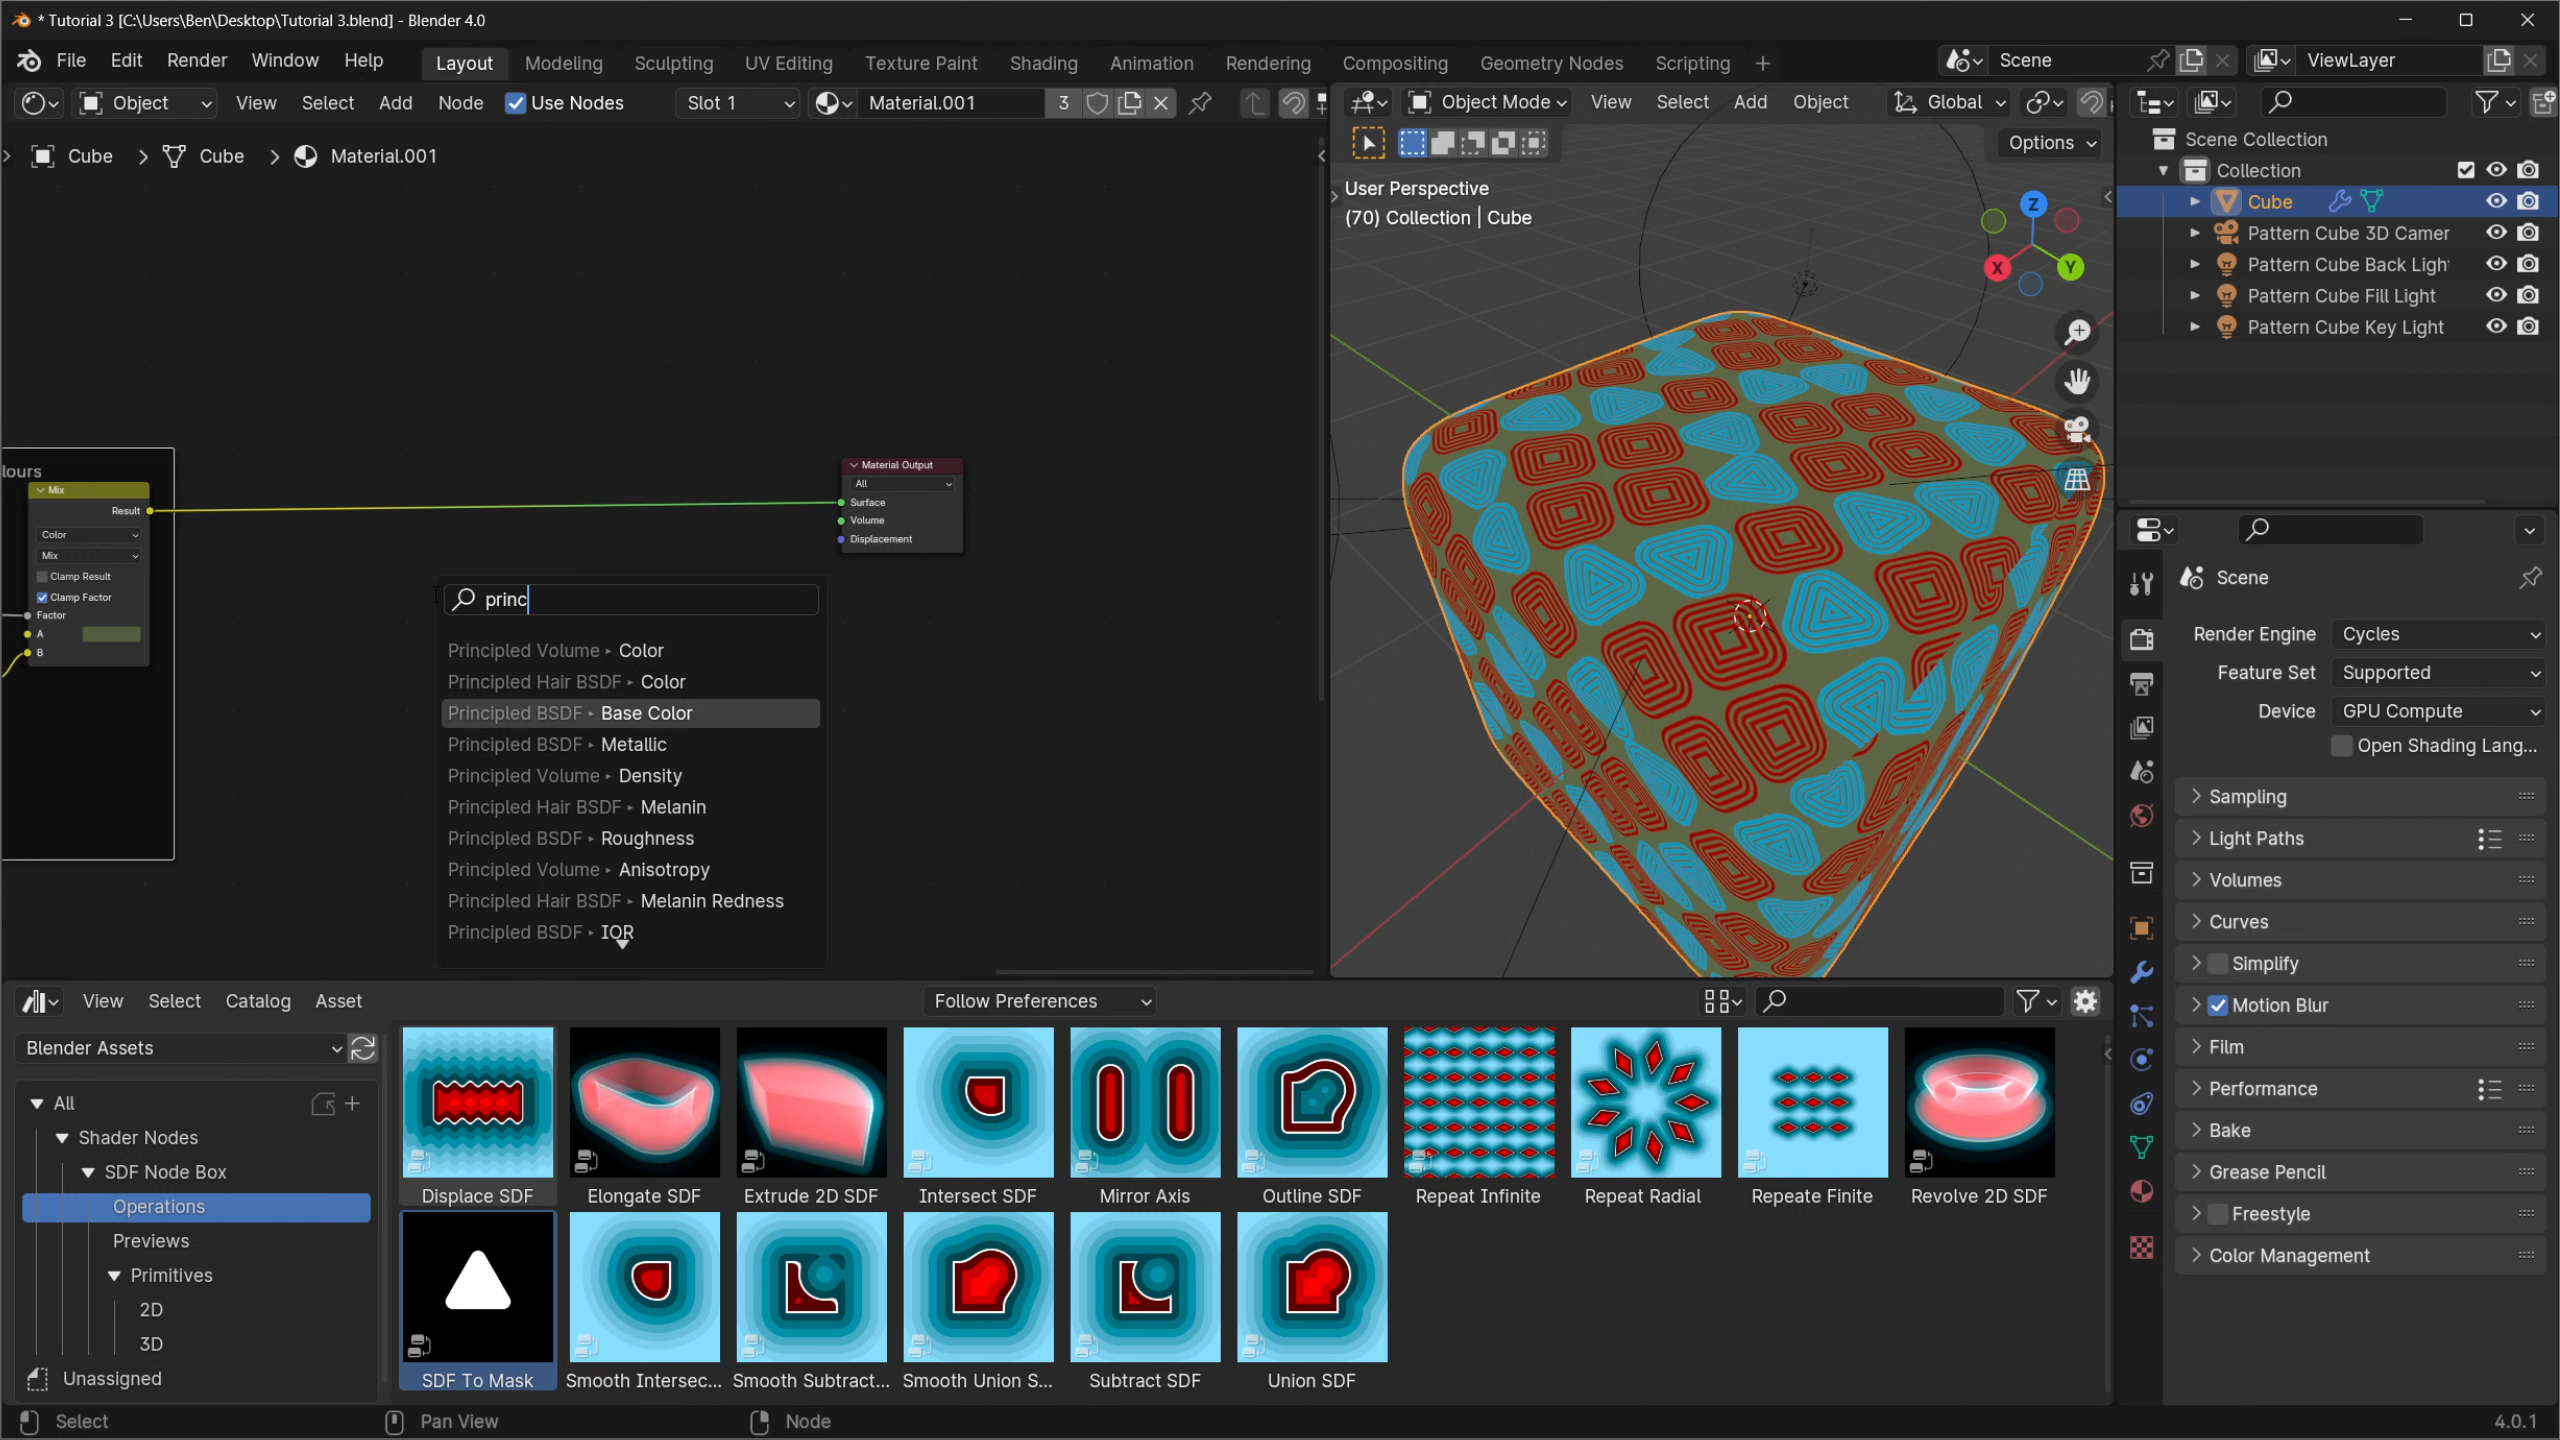 * Tutorial 3 [C:\Users\Ben\Desktop\Tutorial 3.blend] - Blender 4.0
File Edit Render Window Help Layout Modeling Sculpting UV Editing Texture Paint Shading Animation Rendering Compositing Geometry Nodes Scripting + Scene ViewLayer
Object View Select Add Node Use Nodes Slot 1 Material.001 3
Object Mode View Select Add Object Global
Options
Cube > Cube > Material.001
User Perspective
(70) Collection | Cube
Z
X
Y
Scene Collection
Collection
Cube
Pattern Cube 3D Camer
Pattern Cube Back Ligh
Pattern Cube Fill Light
Pattern Cube Key Light
lours
Mix
Result
Color
Mix
Clamp Result
Clamp Factor
Factor
A
B
Material Output
All
Surface
Volume
Displacement
princ
Principled Volume ▸ Color
Principled Hair BSDF ▸ Color
Principled BSDF ▸ Base Color
Principled BSDF ▸ Metallic
Principled Volume ▸ Density
Principled Hair BSDF ▸ Melanin
Principled BSDF ▸ Roughness
Principled Volume ▸ Anisotropy
Principled Hair BSDF ▸ Melanin Redness
Principled BSDF ▸ IOR
Scene
Render Engine Cycles
Feature Set Supported
Device GPU Compute
Open Shading Lang...
Sampling
Light Paths
Volumes
Curves
Simplify
Motion Blur
Film
Performance
Bake
Grease Pencil
Freestyle
Color Management
View Select Catalog Asset Follow Preferences
Blender Assets
All
Shader Nodes
SDF Node Box
Operations
Previews
Primitives
2D
3D
Unassigned
Displace SDF Elongate SDF Extrude 2D SDF Intersect SDF Mirror Axis Outline SDF Repeat Infinite Repeat Radial Repeate Finite Revolve 2D SDF
SDF To Mask Smooth Intersec... Smooth Subtract... Smooth Union S... Subtract SDF Union SDF
Select Pan View Node 4.0.1